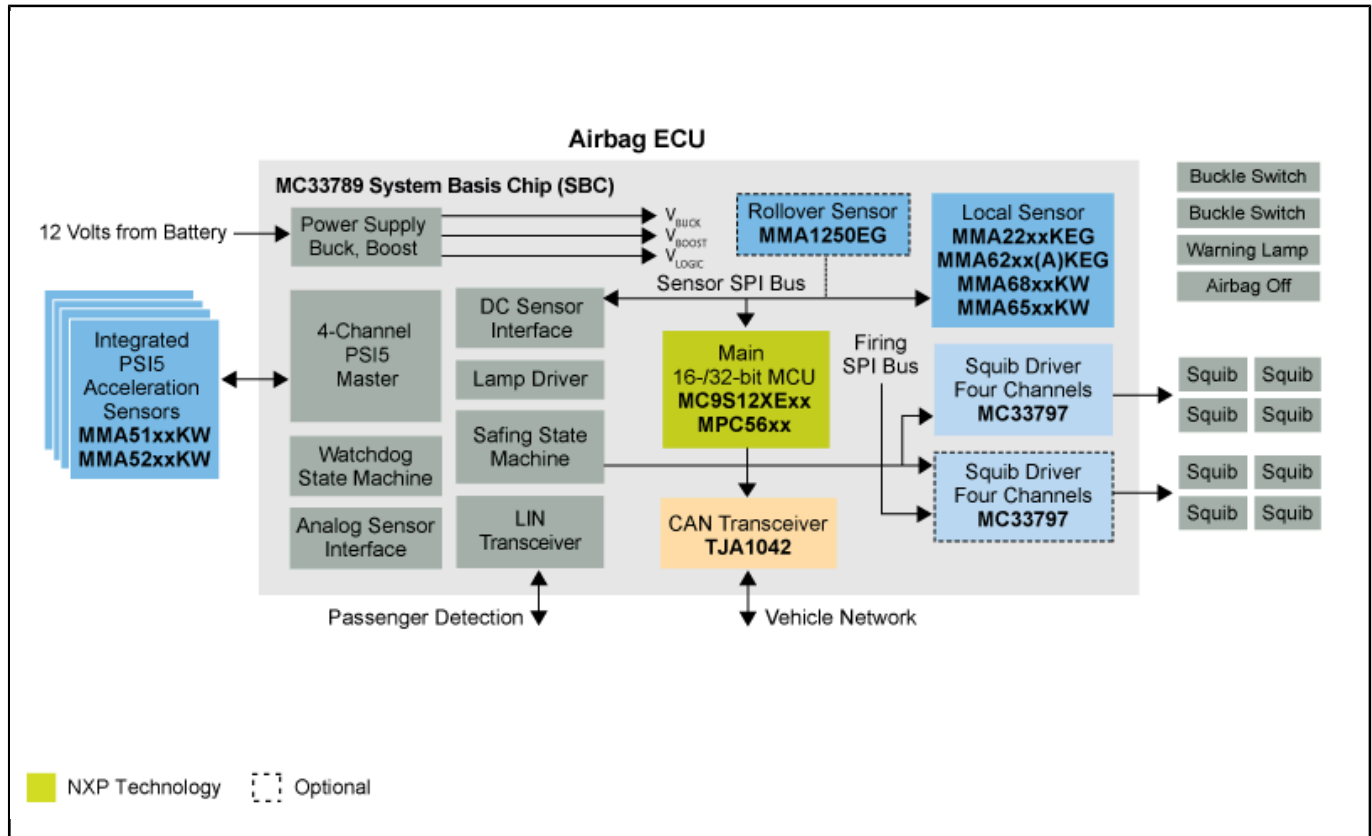 Airbag ECU
MC33789 System Basis Chip (SBC)
12 Volts from Battery
Power Supply
Buck, Boost
VBUCK
VBOOST
VLOGIC
Rollover Sensor
MMA1250EG
Local Sensor
MMA22xxKEG
MMA62xx(A)KEG
MMA68xxKW
MMA65xxKW
Buckle Switch
Buckle Switch
Warning Lamp
Airbag Off
Sensor SPI Bus
Integrated
PSI5
Acceleration
Sensors
MMA51xxKW
MMA52xxKW
4-Channel
PSI5
Master
DC Sensor
Interface
Lamp Driver
Safing State
Machine
Watchdog
State Machine
Analog Sensor
Interface
LIN
Transceiver
Main
16-/32-bit MCU
MC9S12XExx
MPC56xx
CAN Transceiver
TJA1042
Firing
SPI Bus
Squib Driver
Four Channels
MC33797
Squib Driver
Four Channels
MC33797
Squib Squib
Squib Squib
Squib Squib
Squib Squib
Passenger Detection
Vehicle Network
NXP Technology
Optional